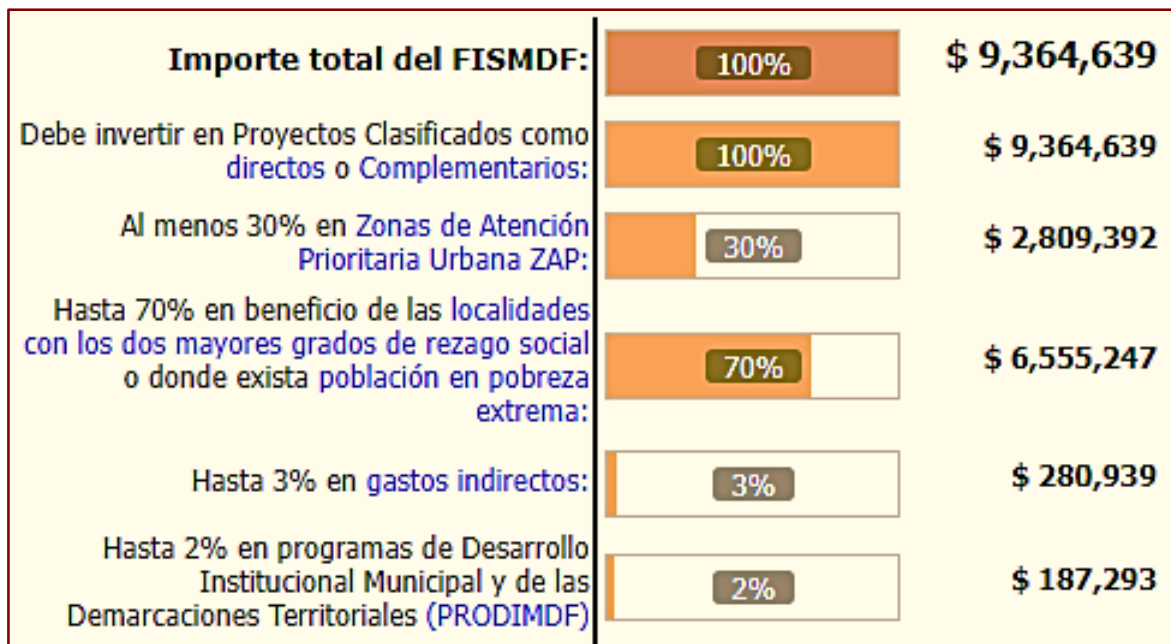 Importe total del FISMDF: 100% $ 9,364,639
Debe invertir en Proyectos Clasificados como
directos o Complementarios: 100% $ 9,364,639
Al menos 30% en Zonas de Atención
Prioritaria Urbana ZAP: 30% $ 2,809,392
Hasta 70% en beneficio de las localidades
con los dos mayores grados de rezago social
o donde exista población en pobreza
extrema: 70% $ 6,555,247
Hasta 3% en gastos indirectos: 3% $ 280,939
Hasta 2% en programas de Desarrollo
Institucional Municipal y de las
Demarcaciones Territoriales (PRODIMDF) 2% $ 187,293